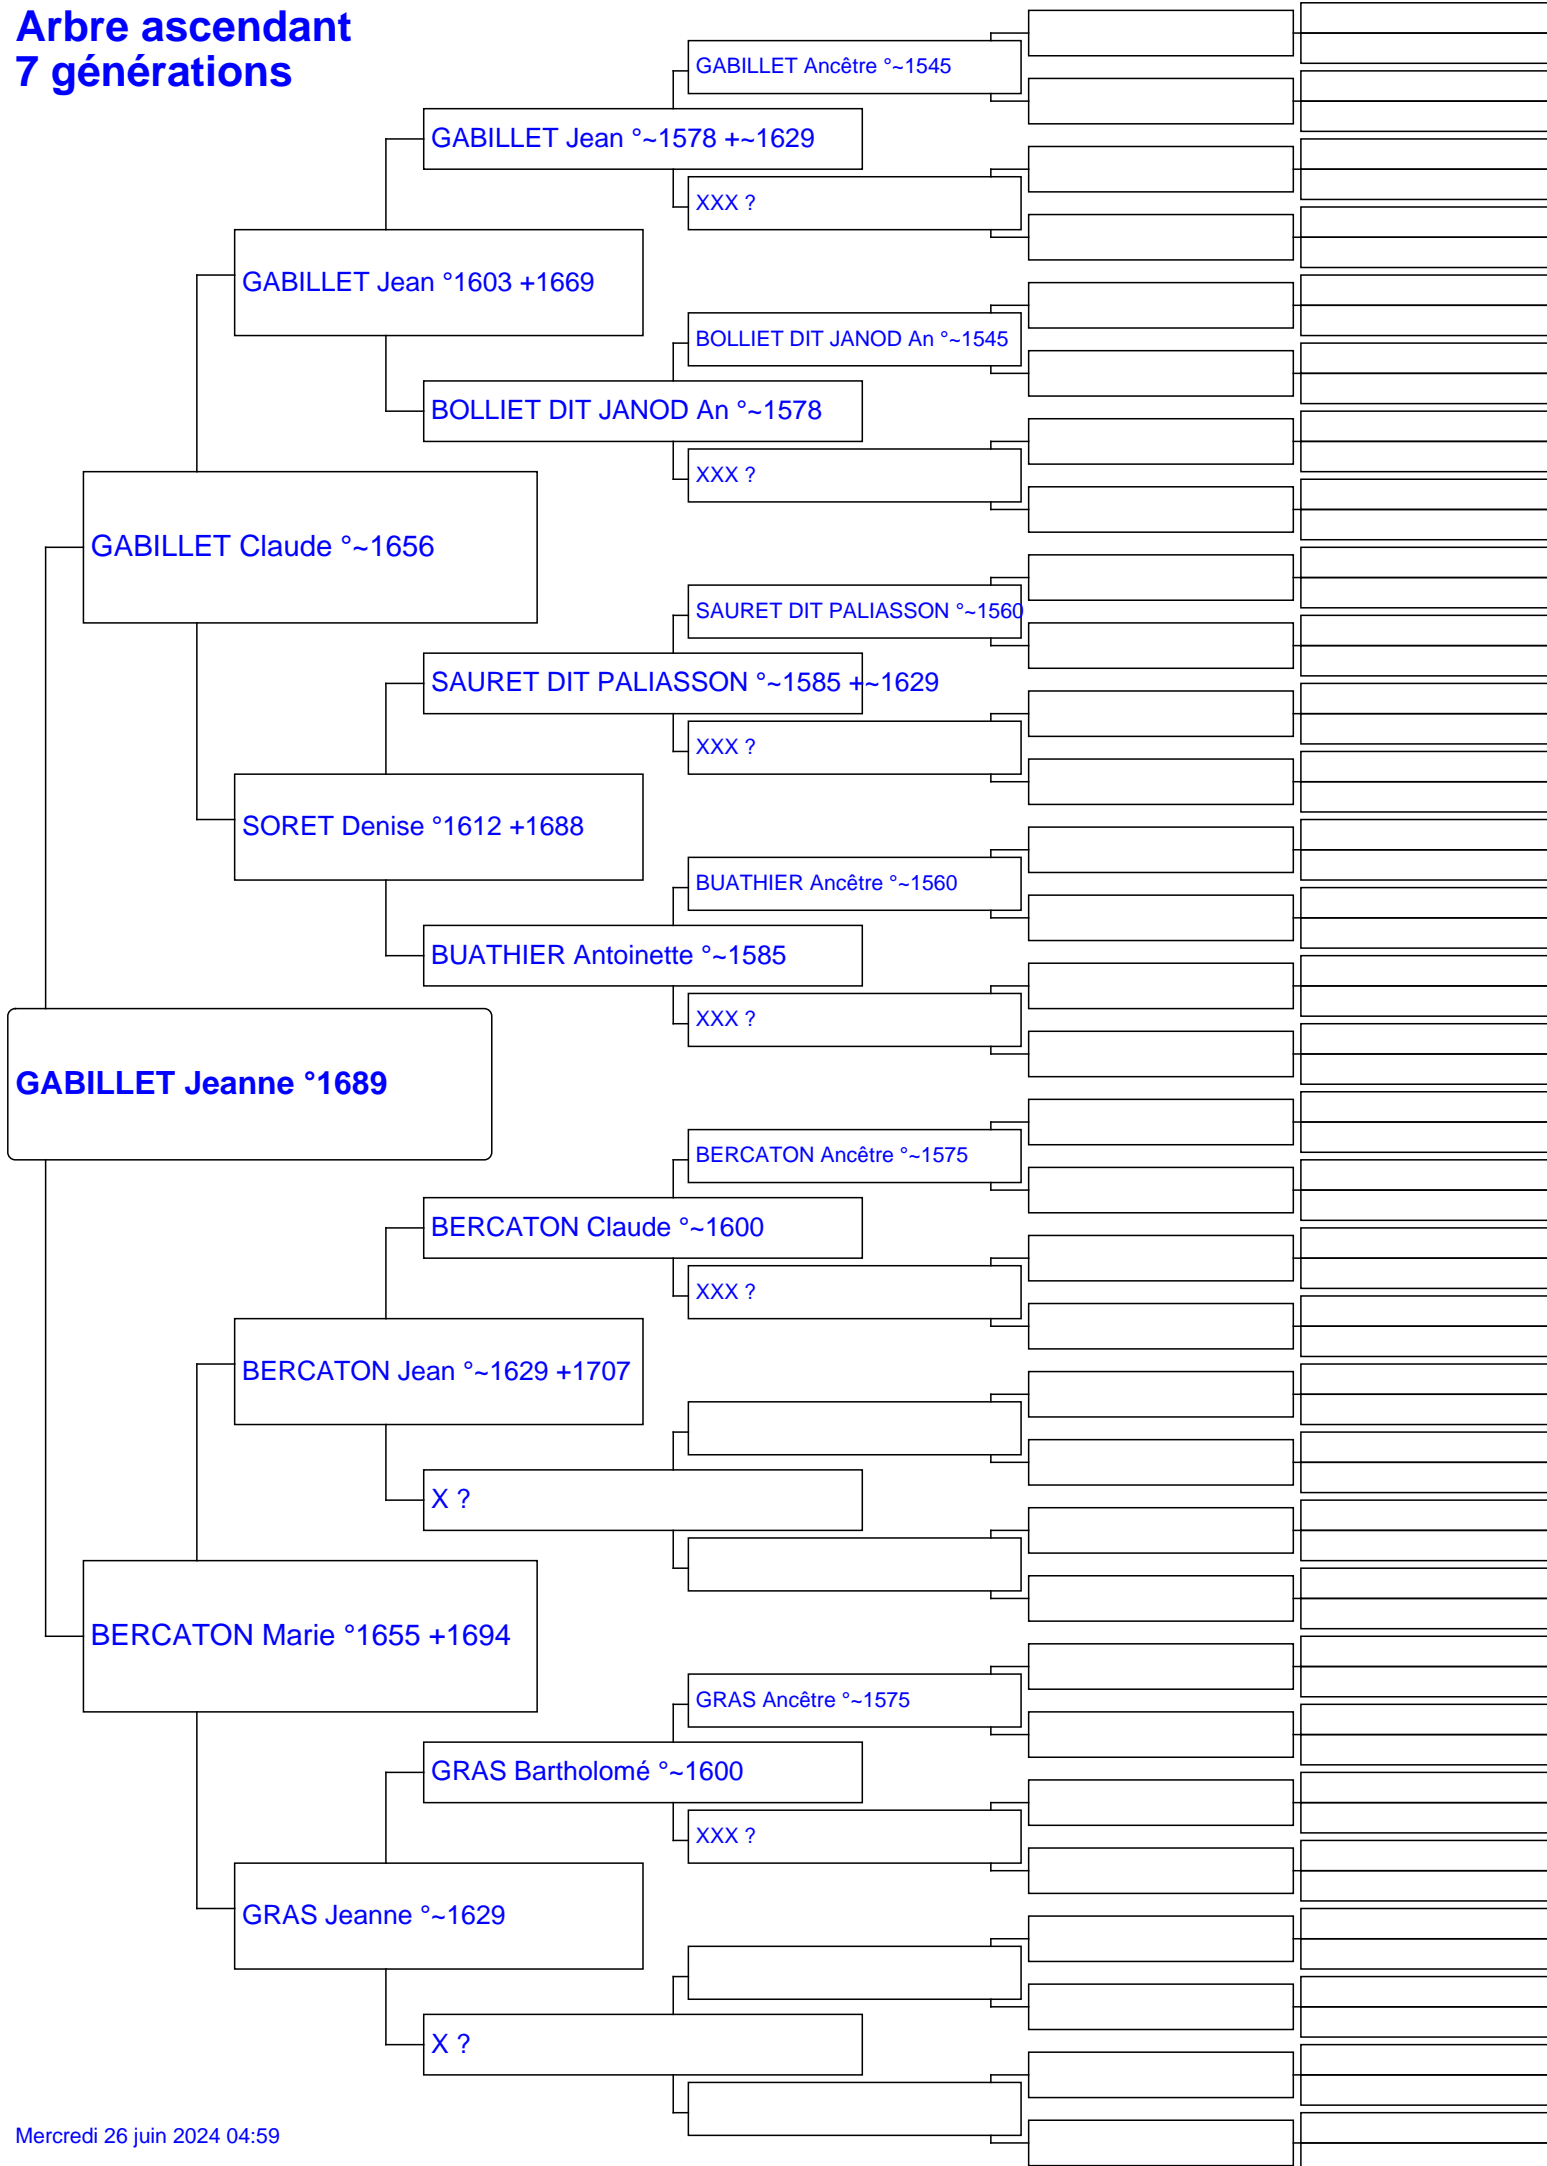 Arbre ascendant
7 générations
GABILLET Ancêtre °~1545
GABILLET Jean °~1578 +~1629
XXX ?
GABILLET Jean °1603 +1669
BOLLIET DIT JANOD An °~1545
BOLLIET DIT JANOD An °~1578
XXX ?
GABILLET Claude °~1656
SAURET DIT PALIASSON °~1560
SAURET DIT PALIASSON °~1585 +~1629
XXX ?
SORET Denise °1612 +1688
BUATHIER Ancêtre °~1560
BUATHIER Antoinette °~1585
XXX ?
GABILLET Jeanne °1689
BERCATON Ancêtre °~1575
BERCATON Claude °~1600
XXX ?
BERCATON Jean °~1629 +1707
X ?
BERCATON Marie °1655 +1694
GRAS Ancêtre °~1575
GRAS Bartholomé °~1600
XXX ?
GRAS Jeanne °~1629
X ?
Mercredi 26 juin 2024 04:59